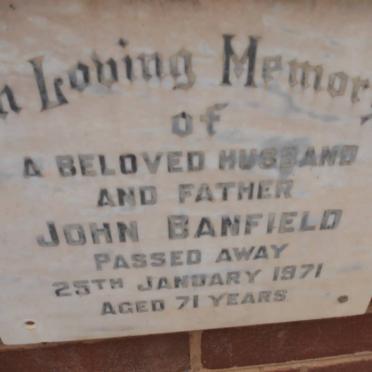 In Loving Memory
of
A BELOVED HUSBAND
AND FATHER
JOHN BANFIELD
PASSED AWAY
25TH JANUARY 1971
AGED 71 YEARS